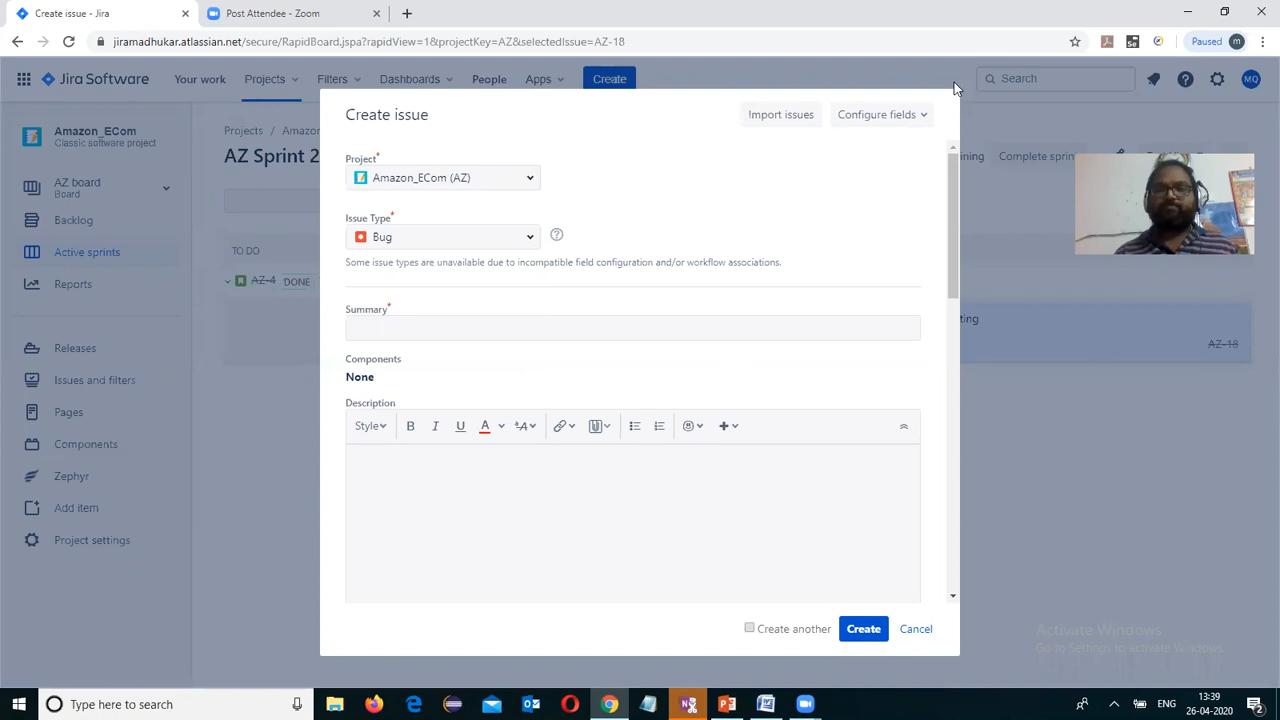 Create issue - Jira
Post Attendee - Zoom
jiramadhukar.atlassian.net/secure/RapidBoard.jspa?rapidView=1&projectKey=AZ&selectedIssue=AZ-18
Paused
m
Jira Software
Your work
Projects
Filters
Dashboards
People
Apps
Create
Search
MQ
Amazon_ECom
Classic software project
AZ board
Board
Backlog
Active sprints
Reports
Releases
Issues and filters
Pages
Components
Zephyr
Add item
Project settings
Projects / Amazon
AZ Sprint 2
Complete sprin
TO DO
AZ-4 DONE
AZ-18
Create issue
Import issues
Configure fields
Project*
Amazon_ECom (AZ)
Issue Type*
Bug
Some issue types are unavailable due to incompatible field configuration and/or workflow associations.
Summary*
Components
None
Description
Style
B I U A
Create another
Create
Cancel
Activate Windows
Go to Settings to activate Windows.
Type here to search
ENG
13:39
26-04-2020
2